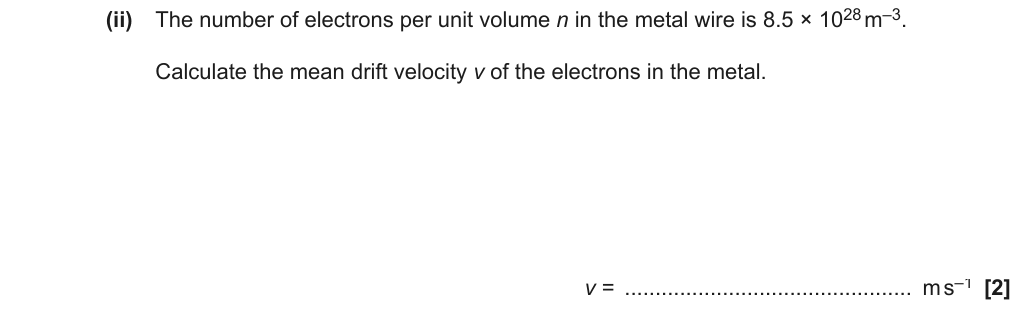 (ii) The number of electrons per unit volume n in the metal wire is 8.5 × 10²⁸ m⁻³.
Calculate the mean drift velocity v of the electrons in the metal.
v = ............................................... m s⁻¹ [2]